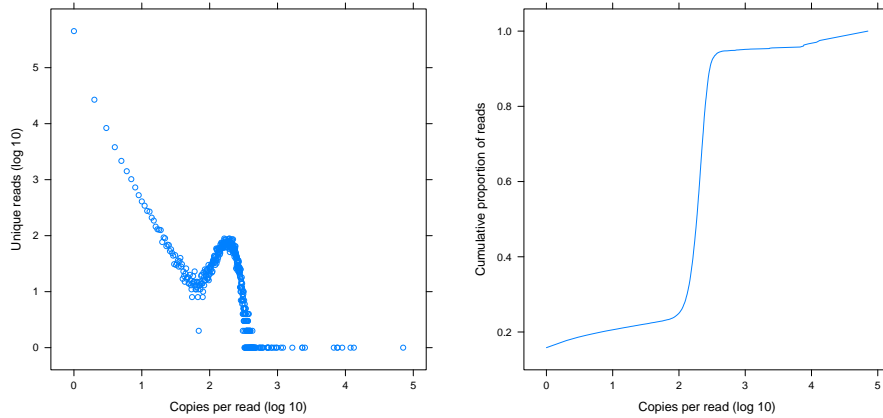 Unique reads (log 10)
5
4
3
2
1
0
0 1 2 3 4 5
Copies per read (log 10)
Cumulative proportion of reads
1.0
0.8
0.6
0.4
0.2
0 1 2 3 4 5
Copies per read (log 10)